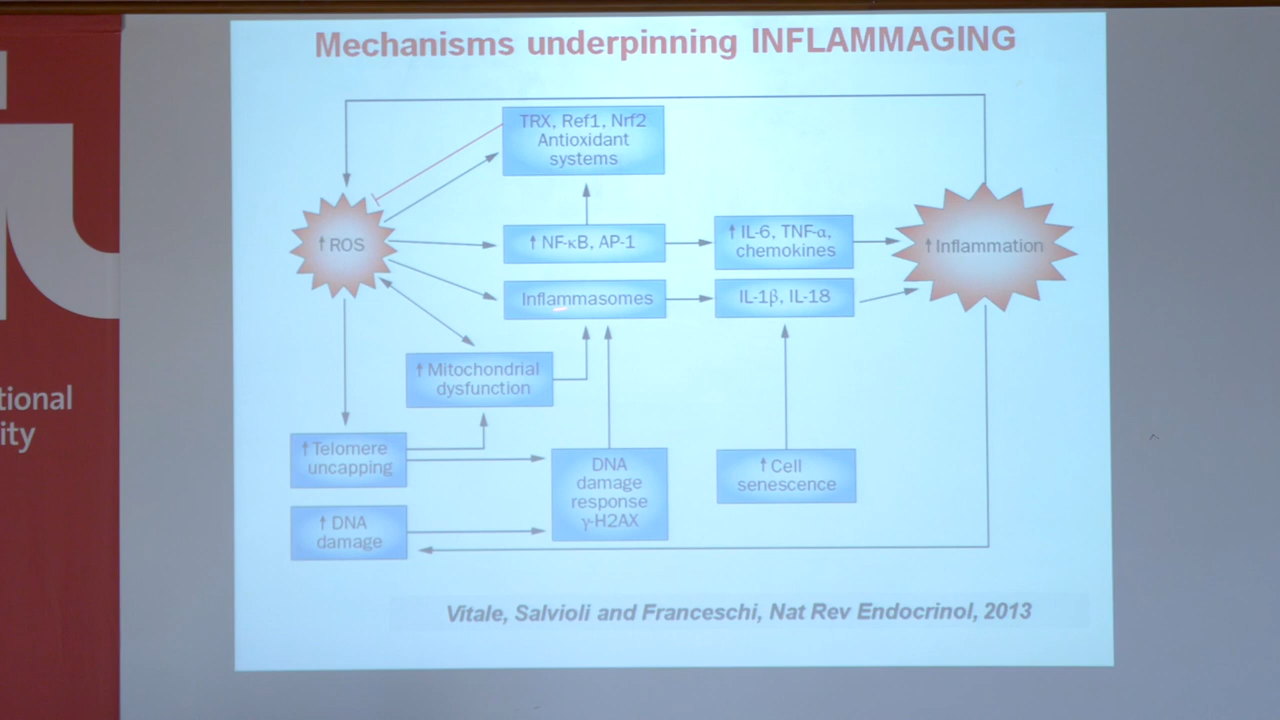 Mechanisms underpinning INFLAMMAGING
TRX, Ref1, Nrf2
Antioxidant
systems
↑ ROS
↑ NF-κB, AP-1
↑ IL-6, TNF-α,
chemokines
↑ Inflammation
Inflammasomes
IL-1β, IL-18
↑ Mitochondrial
dysfunction
↑ Telomere
uncapping
DNA
damage
response
γ-H2AX
↑ Cell
senescence
↑ DNA
damage
Vitale, Salvioli and Franceschi, Nat Rev Endocrinol, 2013
tional
ity